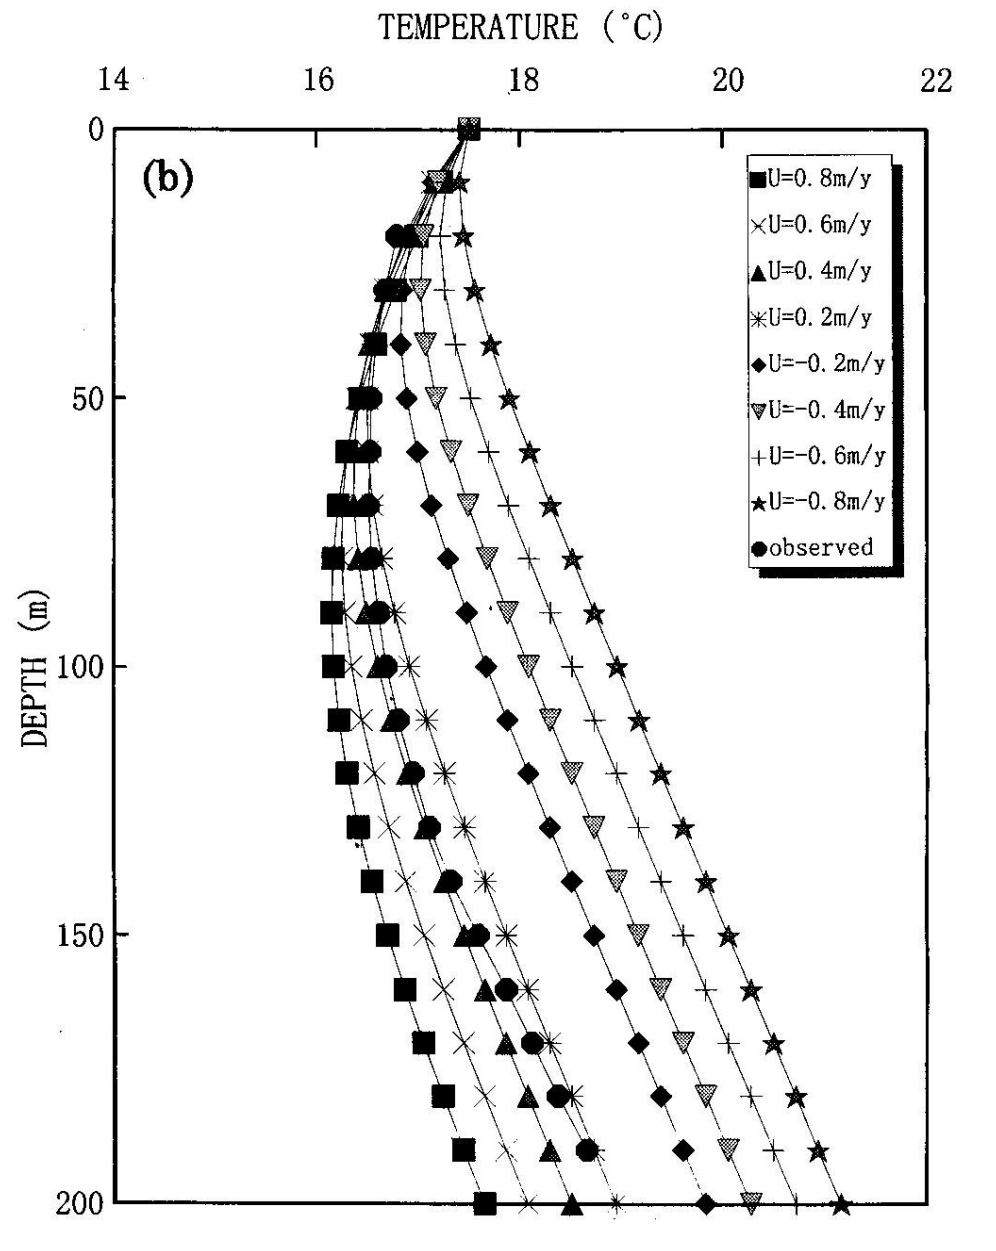 TEMPERATURE (°C)
14 16 18 20 22
0
(b)
U=0.8m/y
U=0.6m/y
U=0.4m/y
U=0.2m/y
U=-0.2m/y
U=-0.4m/y
U=-0.6m/y
U=-0.8m/y
observed
50
DEPTH (m)
100
150
200